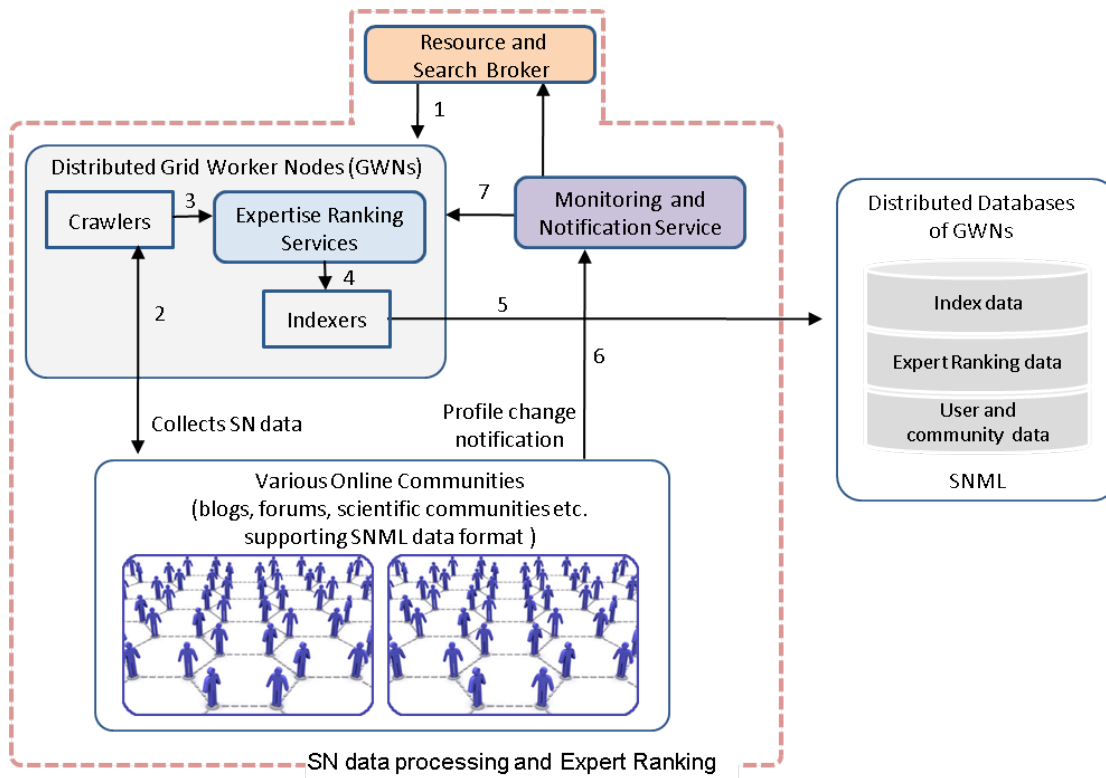 Resource and
Search Broker
1
Distributed Grid Worker Nodes (GWNs)
Crawlers
3
Expertise Ranking
Services
7
Monitoring and
Notification Service
4
2
Indexers
5
6
Distributed Databases
of GWNs
Index data
Expert Ranking data
User and
community data
SNML
Collects SN data
Profile change
notification
Various Online Communities
(blogs, forums, scientific communities etc.
supporting SNML data format )
SN data processing and Expert Ranking